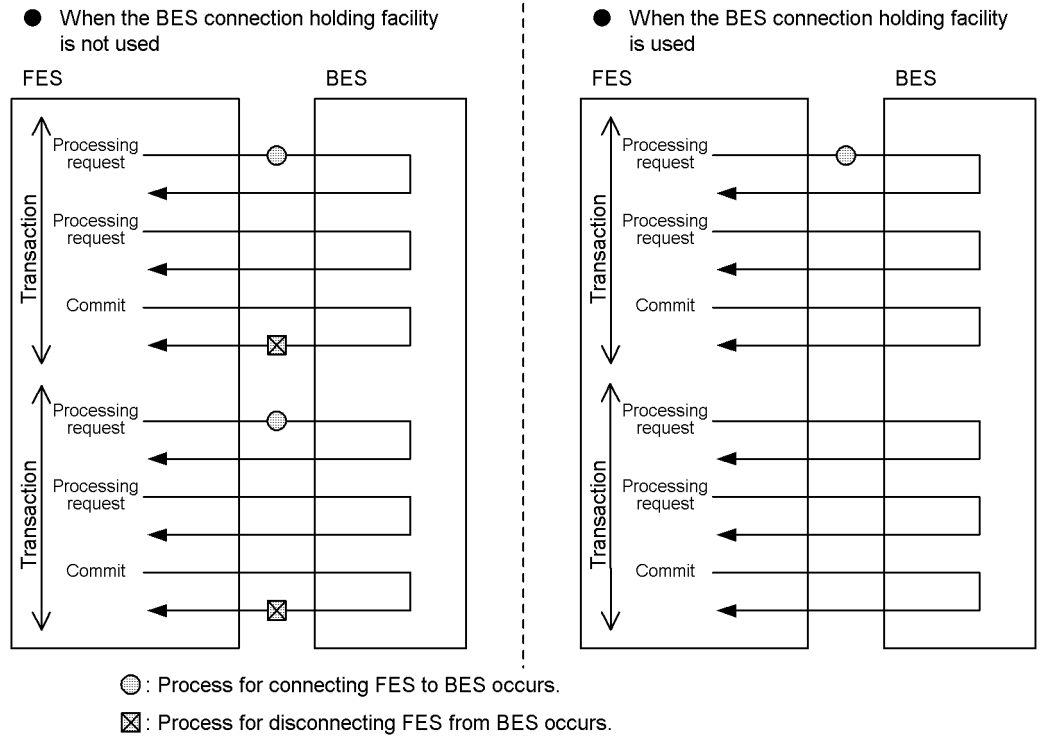 ● When the BES connection holding facility
is not used
FES
BES
Transaction
Processing
request
Processing
request
Commit
Transaction
Processing
request
Processing
request
Commit
● When the BES connection holding facility
is used
FES
BES
Transaction
Processing
request
Processing
request
Commit
Transaction
Processing
request
Processing
request
Commit
: Process for connecting FES to BES occurs.
: Process for disconnecting FES from BES occurs.